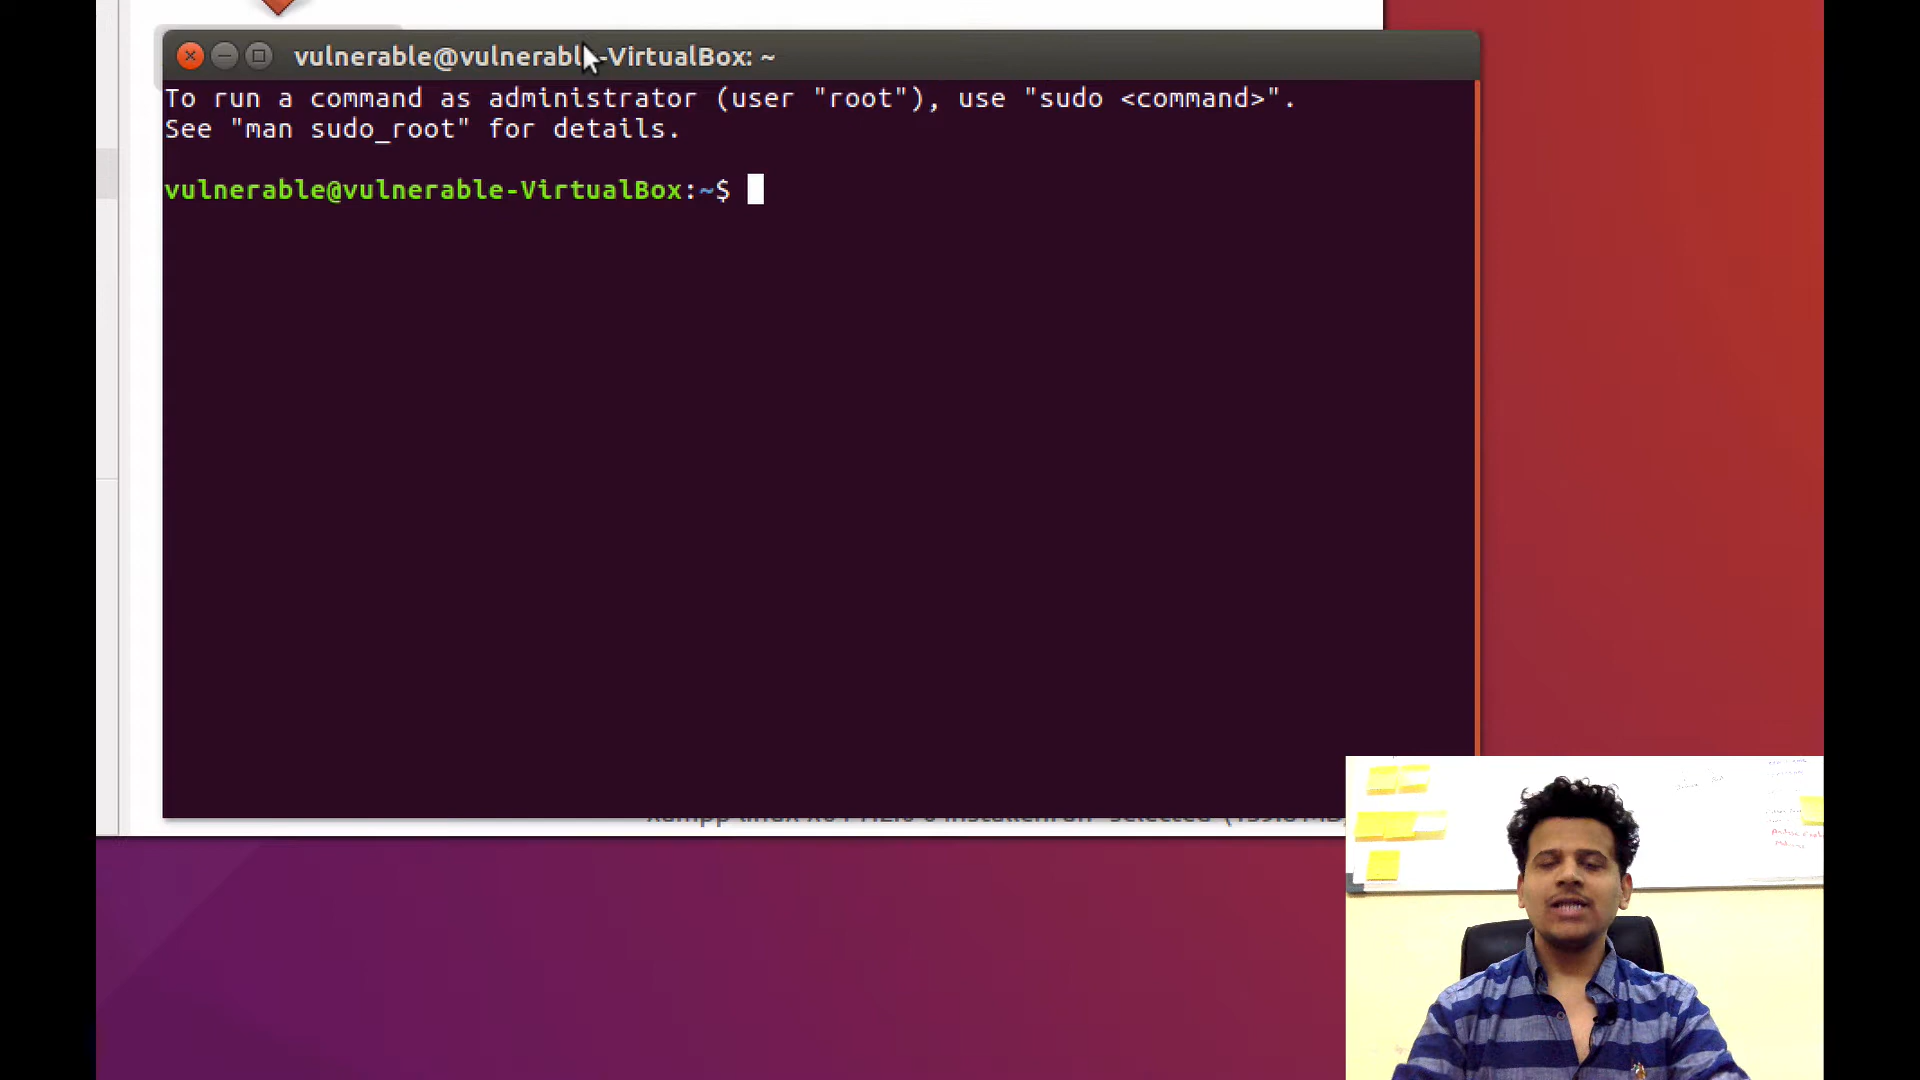 vulnerable@vulnerable-VirtualBox: ~
To run a command as administrator (user "root"), use "sudo <command>".
See "man sudo_root" for details.
vulnerable@vulnerable-VirtualBox:~$